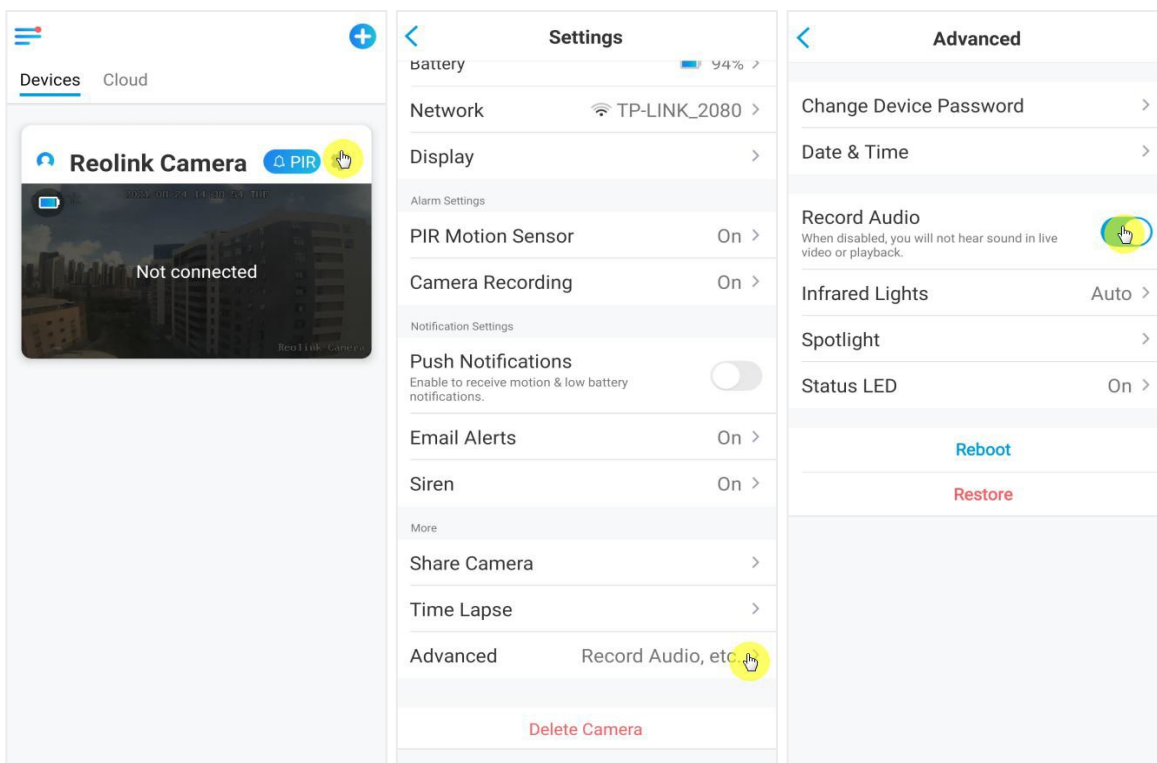 Devices
Cloud
Reolink Camera
PIR
Not connected
Reolink Camera
Settings
Battery 94%
Network TP-LINK_2080
Display
Alarm Settings
PIR Motion Sensor On
Camera Recording On
Notification Settings
Push Notifications
Enable to receive motion & low battery
notifications.
Email Alerts On
Siren On
More
Share Camera
Time Lapse
Advanced Record Audio, etc.
Delete Camera
Advanced
Change Device Password
Date & Time
Record Audio
When disabled, you will not hear sound in live
video or playback.
Infrared Lights Auto
Spotlight
Status LED On
Reboot
Restore